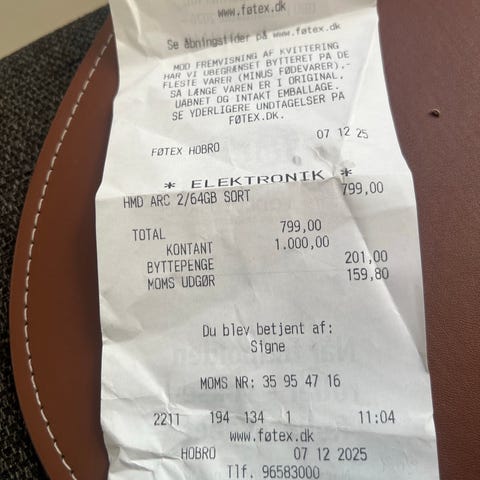 www.føtex.dk
Se åbningstider på www.føtex.dk
MOD FREMVISNING AF KVITTERING
HAR VI UBEGRÆNSET BYTTERET PÅ DE
FLESTE VARER (MINUS FØDEVARER),-
SÅ LÆNGE VAREN ER I ORIGINAL,
UÅBNET OG INTAKT EMBALLAGE.
SE YDERLIGERE UNDTAGELSER PÅ
FØTEX.DK.
07 12 25
FØTEX HOBRO
* ELEKTRONIK *
HMD ARC 2/64GB SORT 799,00
TOTAL 799,00
KONTANT 1.000,00
BYTTEPENGE 201,00
MOMS UDGØR 159,80
Du blev betjent af:
Signe
MOMS NR: 35 95 47 16
2211 194 134 1 11:04
www.føtex.dk
HOBRO 07 12 2025
Tlf. 96583000